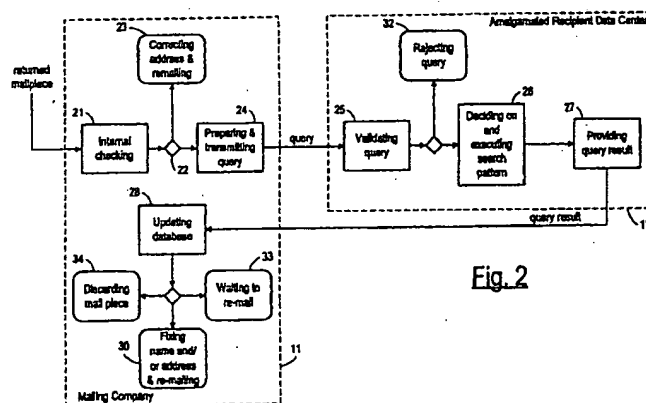 Amalgamated Recipient Data Center
23
Correcting
address &
remailing
32
Rejecting
query
returned
mailpiece
21
Internal
checking
22
24
Preparing &
transmitting
query
query
25
Validating
query
26
Deciding on
and
executing
search
pattern
27
Providing
query result
28
Updating
database
query result
34
Discarding
mail piece
33
Waiting to
re-mail
Fig. 2
30
Fixing
name and/
or address
& re-mailing
11
Mailing Company